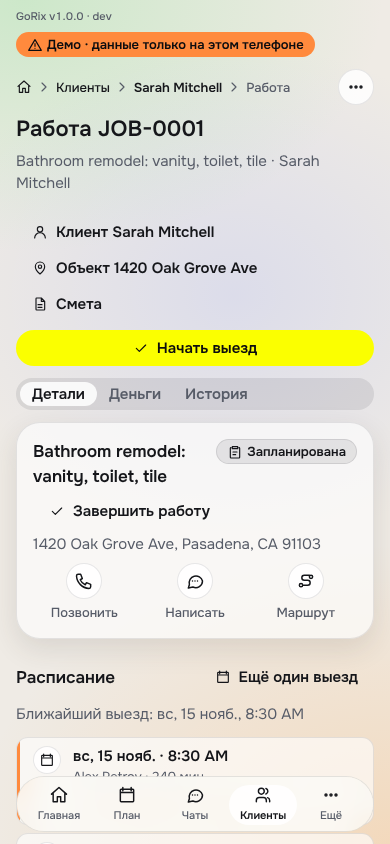 GoRix v1.0.0 · dev
Демо · данные только на этом телефоне
Клиенты
Sarah Mitchell
Работа
Работа JOB-0001
Bathroom remodel: vanity, toilet, tile · Sarah
Mitchell
Клиент Sarah Mitchell
Объект 1420 Oak Grove Ave
Смета
Начать выезд
Детали
Деньги
История
Bathroom remodel:
vanity, toilet, tile
Запланирована
Завершить работу
1420 Oak Grove Ave, Pasadena, CA 91103
Позвонить
Написать
Маршрут
Расписание
Ещё один выезд
Ближайший выезд: вс, 15 нояб., 8:30 AM
вс, 15 нояб. · 8:30 AM
Alex Petrov · 240 мин
Главная
План
Чаты
Клиенты
Ещё